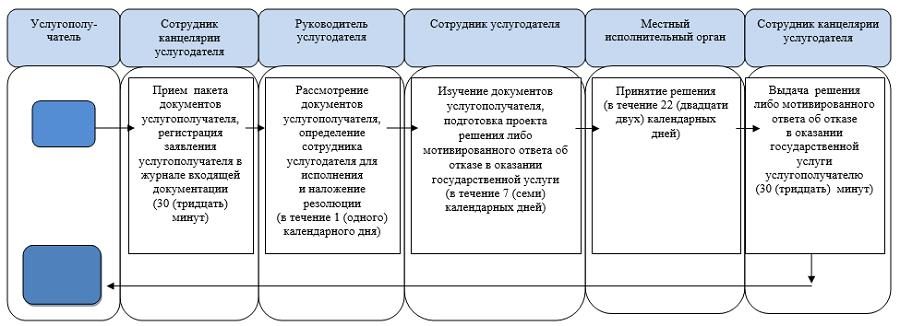 Услугополу-
чатель
Сотрудник
канцелярии
услугодателя
Руководитель
услугодателя
Сотрудник услугодателя
Местный
исполнительный орган
Сотрудник канцелярии
услугодателя
Прием пакета
документов
услугополучателя,
регистрация
заявления
услугополучателя в
журнале входящей
документации
(30 (тридцать)
минут)
Рассмотрение
документов
услугополучателя,
определение
сотрудника
услугодателя для
исполнения
и наложение
резолюции
(в течение 1 (одного)
календарного дня)
Изучение документов
услугополучателя,
подготовка проекта
решения либо
мотивированного ответа об
отказе в оказании
государственной услуги
(в течение 7 (семи)
календарных дней)
Принятие решения
(в течение 22 (двадцати
двух) календарных
дней)
Выдача решения
либо мотивированного
ответа об отказе
в оказании
государственной
услуги
услугополучателю
(30 (тридцать) минут)